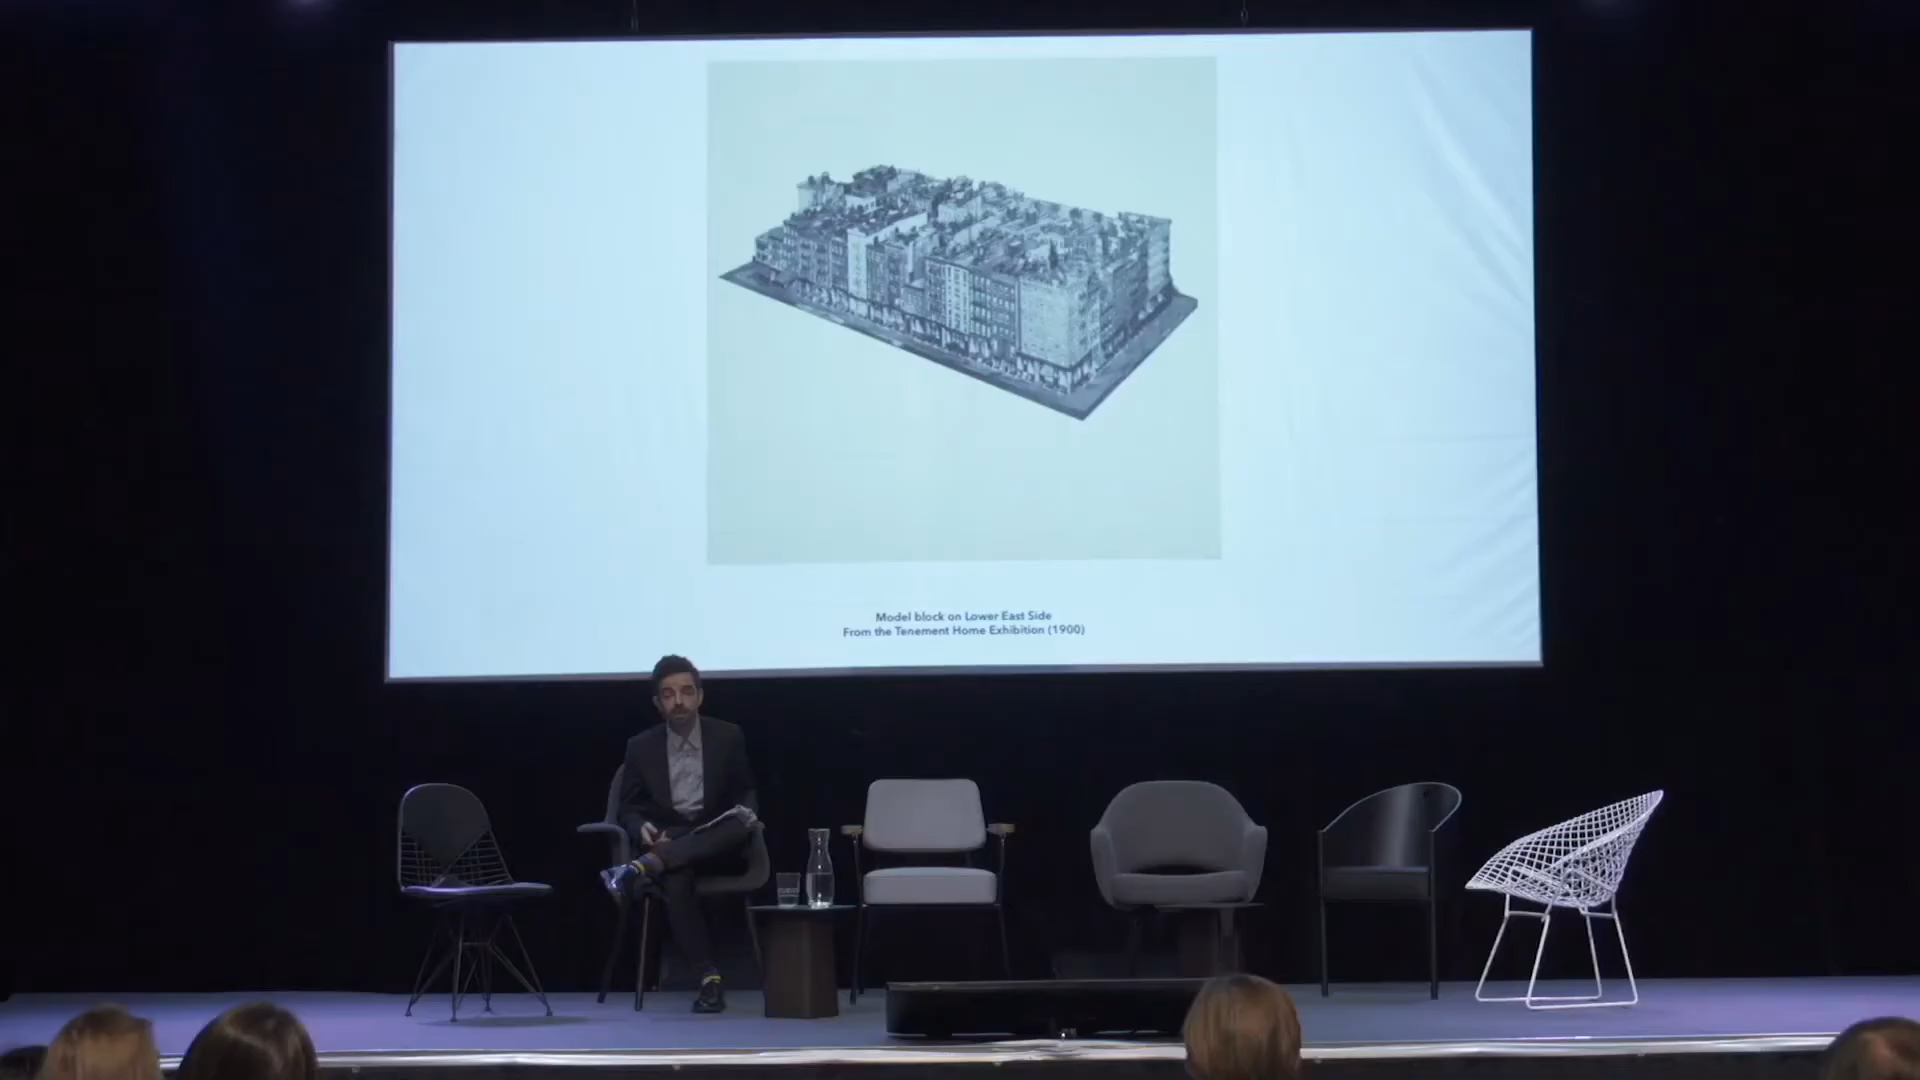 Model block on Lower East Side
From the Tenement Home Exhibition (1900)